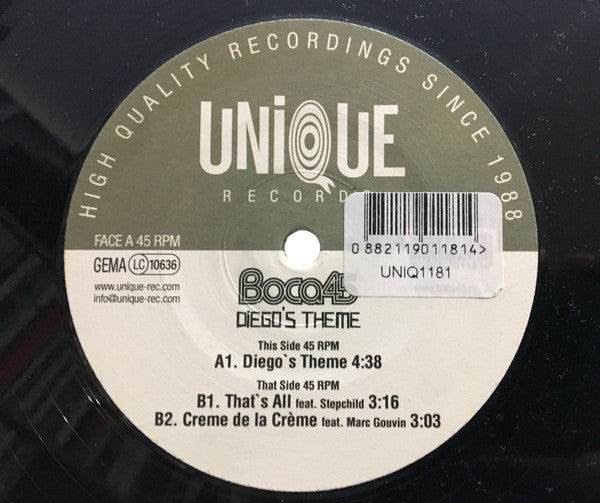 HIGH QUALITY RECORDINGS SINCE 1988
UNiQUE
RECORD
FACE A 45 RPM
GEMA LC 10636
www.unique-rec.com
info@unique-rec.com
0 882119 011814 >
UNIQ1181
Boca45
DiEGO'S THEME
This Side 45 RPM
A1. Diego`s Theme 4:38
That Side 45 RPM
B1. That`s All feat. Stepchild 3:16
B2. Creme de la Crème feat. Marc Gouvin 3:03